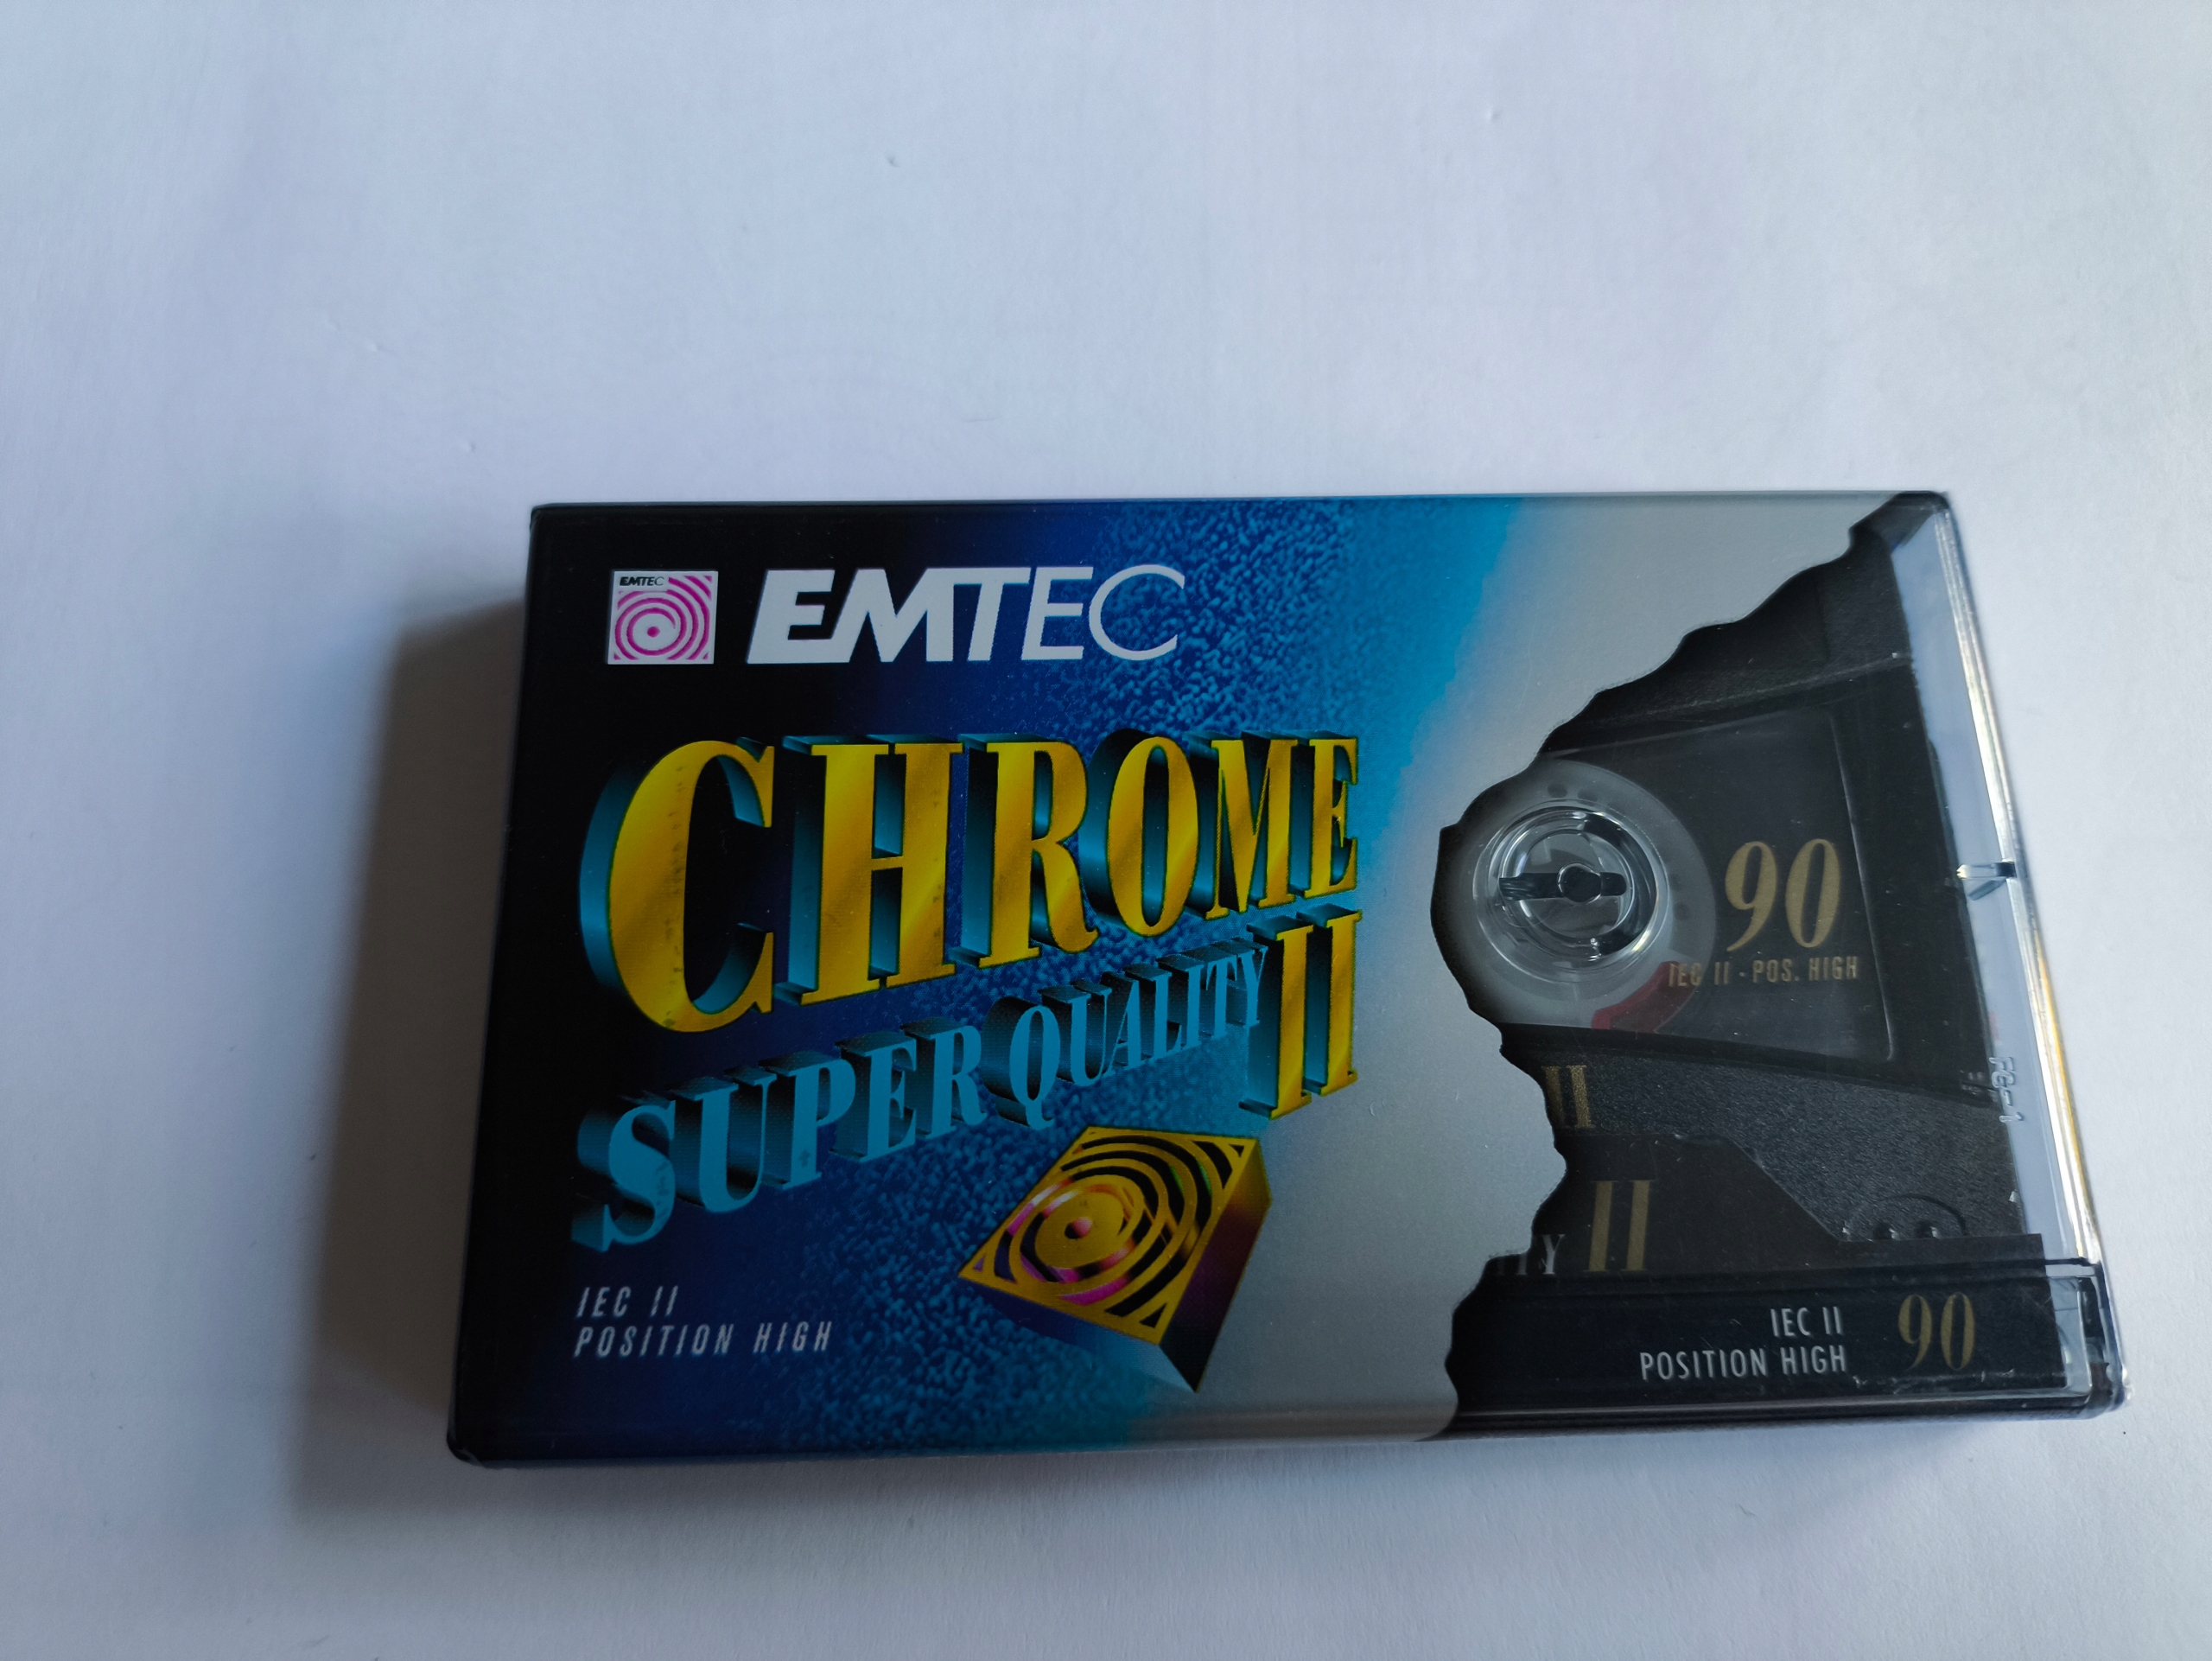 EMTEC
EMTEC
CHROME
SUPER QUALITY II
IEC II
POSITION HIGH
90
IEC II - POS. HIGH
II
II
IEC II
POSITION HIGH
90